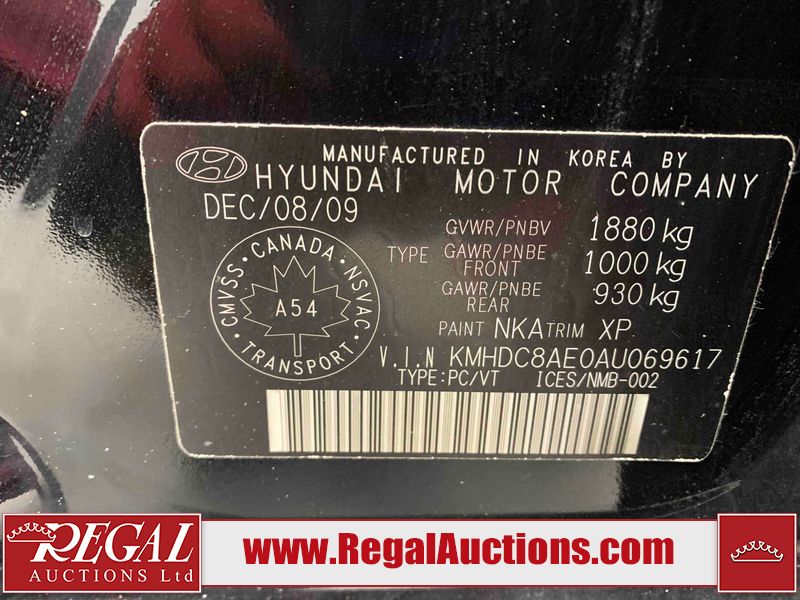 MANUFACTURED IN KOREA BY
HYUNDAI MOTOR COMPANY
DEC/08/09
GVWR/PNBV 1880 kg
TYPE GAWR/PNBE FRONT 1000 kg
GAWR/PNBE REAR 930 kg
CANADA
CMVSS · NSVAC
A54
TRANSPORT
PAINT NKA TRIM XP
V.I.N KMHDC8AE0AU069617
TYPE:PC/VT ICES/NMB-002
REGAL
AUCTIONS Ltd
www.RegalAuctions.com